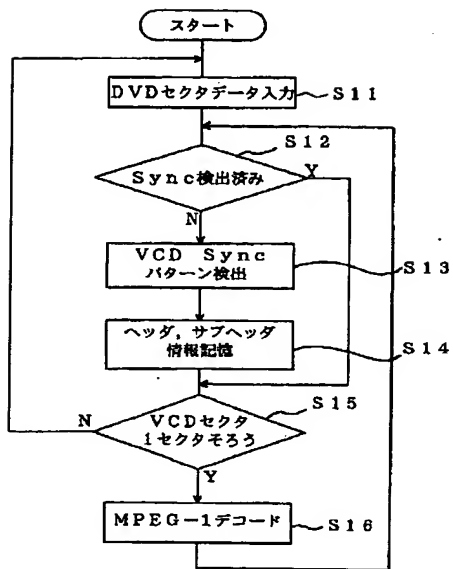 スタート
DVDセクタデータ入力
S11
S12
Sync検出済み
Y
N
VCD Sync
パターン検出
S13
ヘッダ,サブヘッダ
情報記憶
S14
S15
N
VCDセクタ
1セクタそろう
Y
MPEG-1デコード
S16